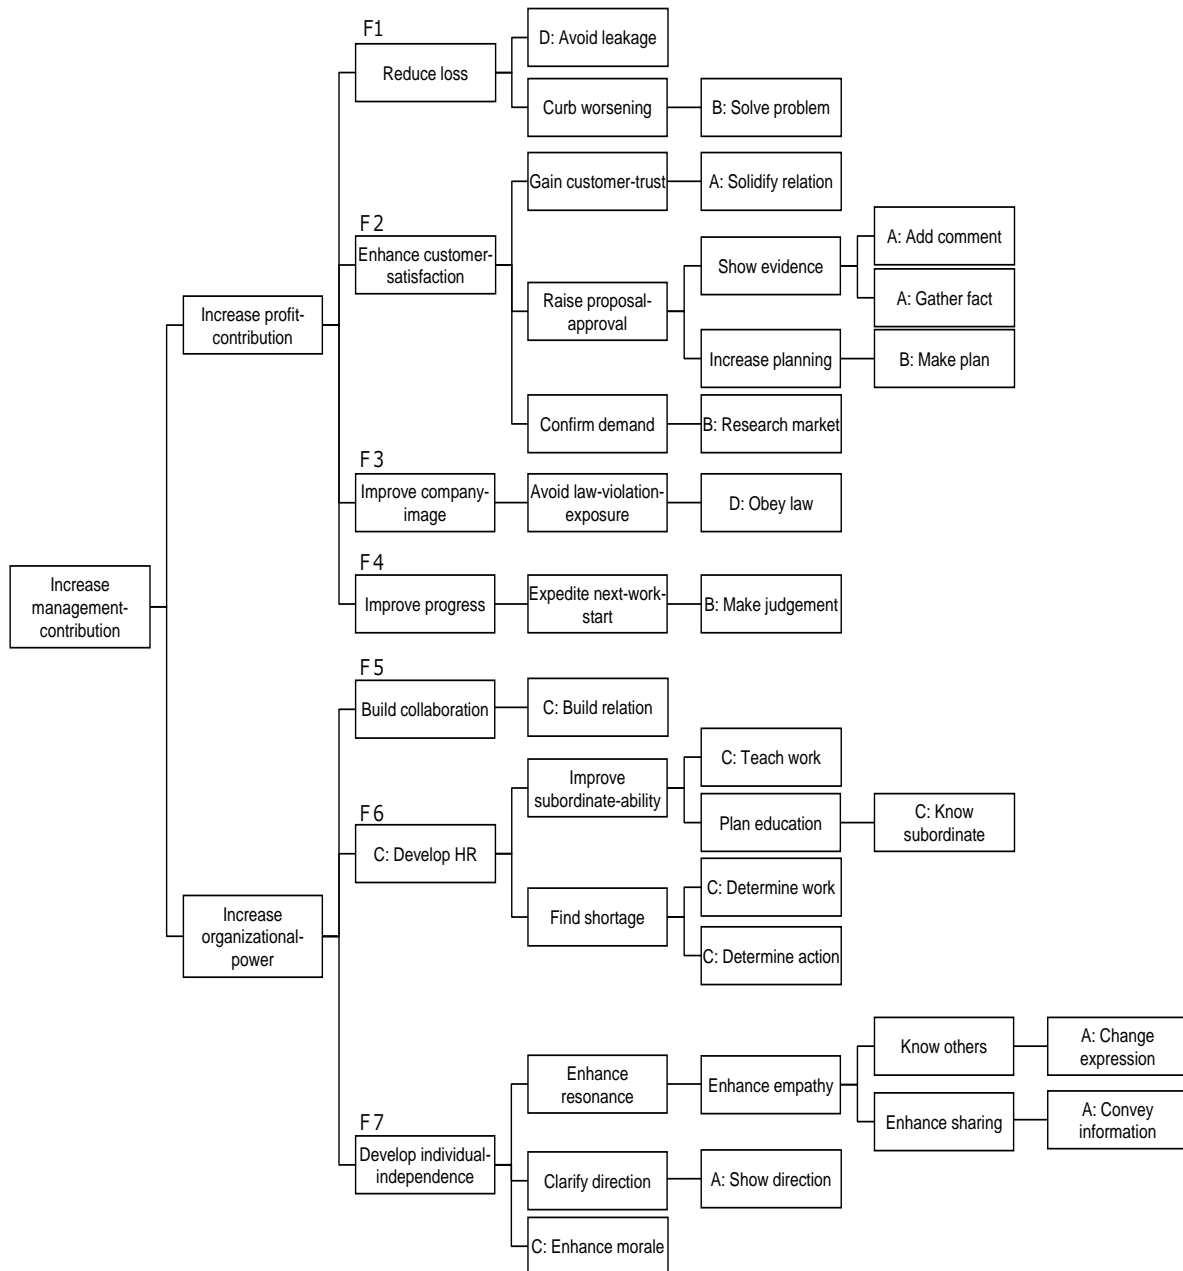 F1
Reduce loss
D: Avoid leakage
Curb worsening
B: Solve problem
Gain customer-trust
A: Solidify relation
F2
Enhance customer-
satisfaction
Raise proposal-
approval
Show evidence
A: Add comment
A: Gather fact
Increase planning
B: Make plan
Confirm demand
B: Research market
Increase profit-
contribution
F3
Improve company-
image
Avoid law-violation-
exposure
D: Obey law
F4
Improve progress
Expedite next-work-
start
B: Make judgement
Increase
management-
contribution
F5
Build collaboration
C: Build relation
F6
C: Develop HR
Improve
subordinate-ability
C: Teach work
Plan education
C: Know
subordinate
Find shortage
C: Determine work
C: Determine action
Increase
organizational-
power
F7
Develop individual-
independence
Enhance
resonance
Enhance empathy
Know others
A: Change
expression
Enhance sharing
A: Convey
information
Clarify direction
A: Show direction
C: Enhance morale